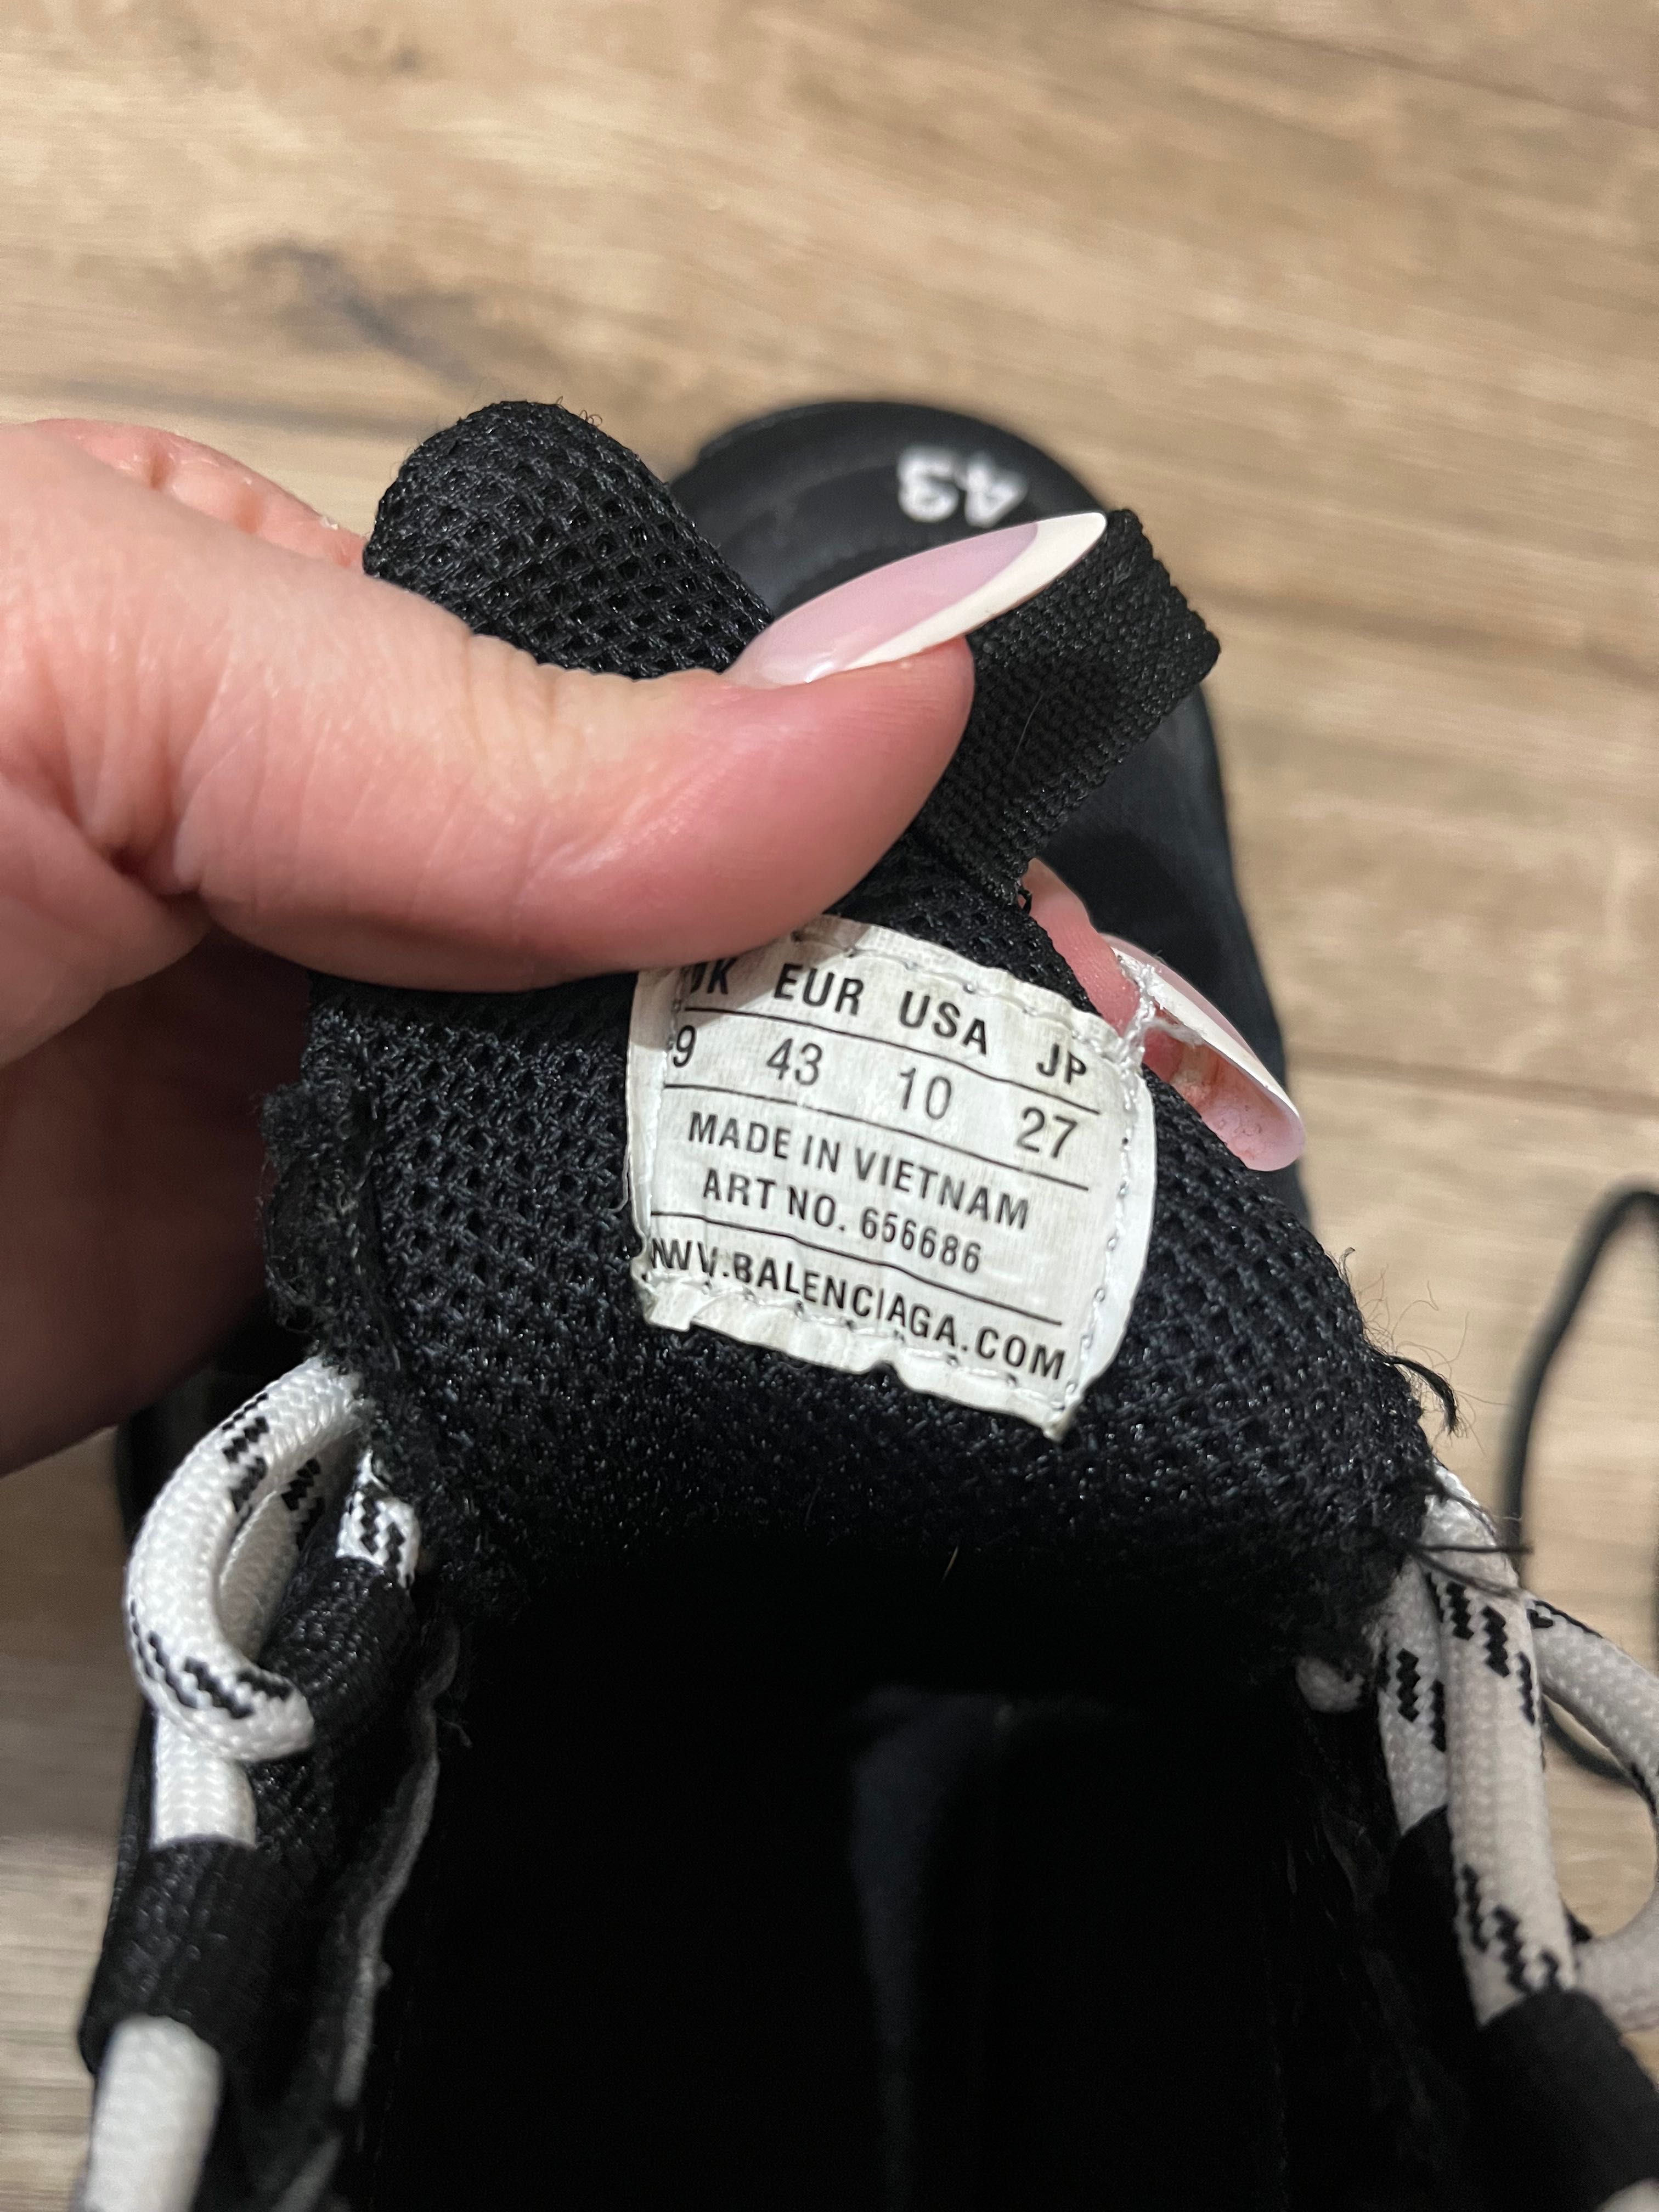 43
UK EUR USA JP
9 43 10 27
MADE IN VIETNAM
ART NO. 656686
WWW.BALENCIAGA.COM